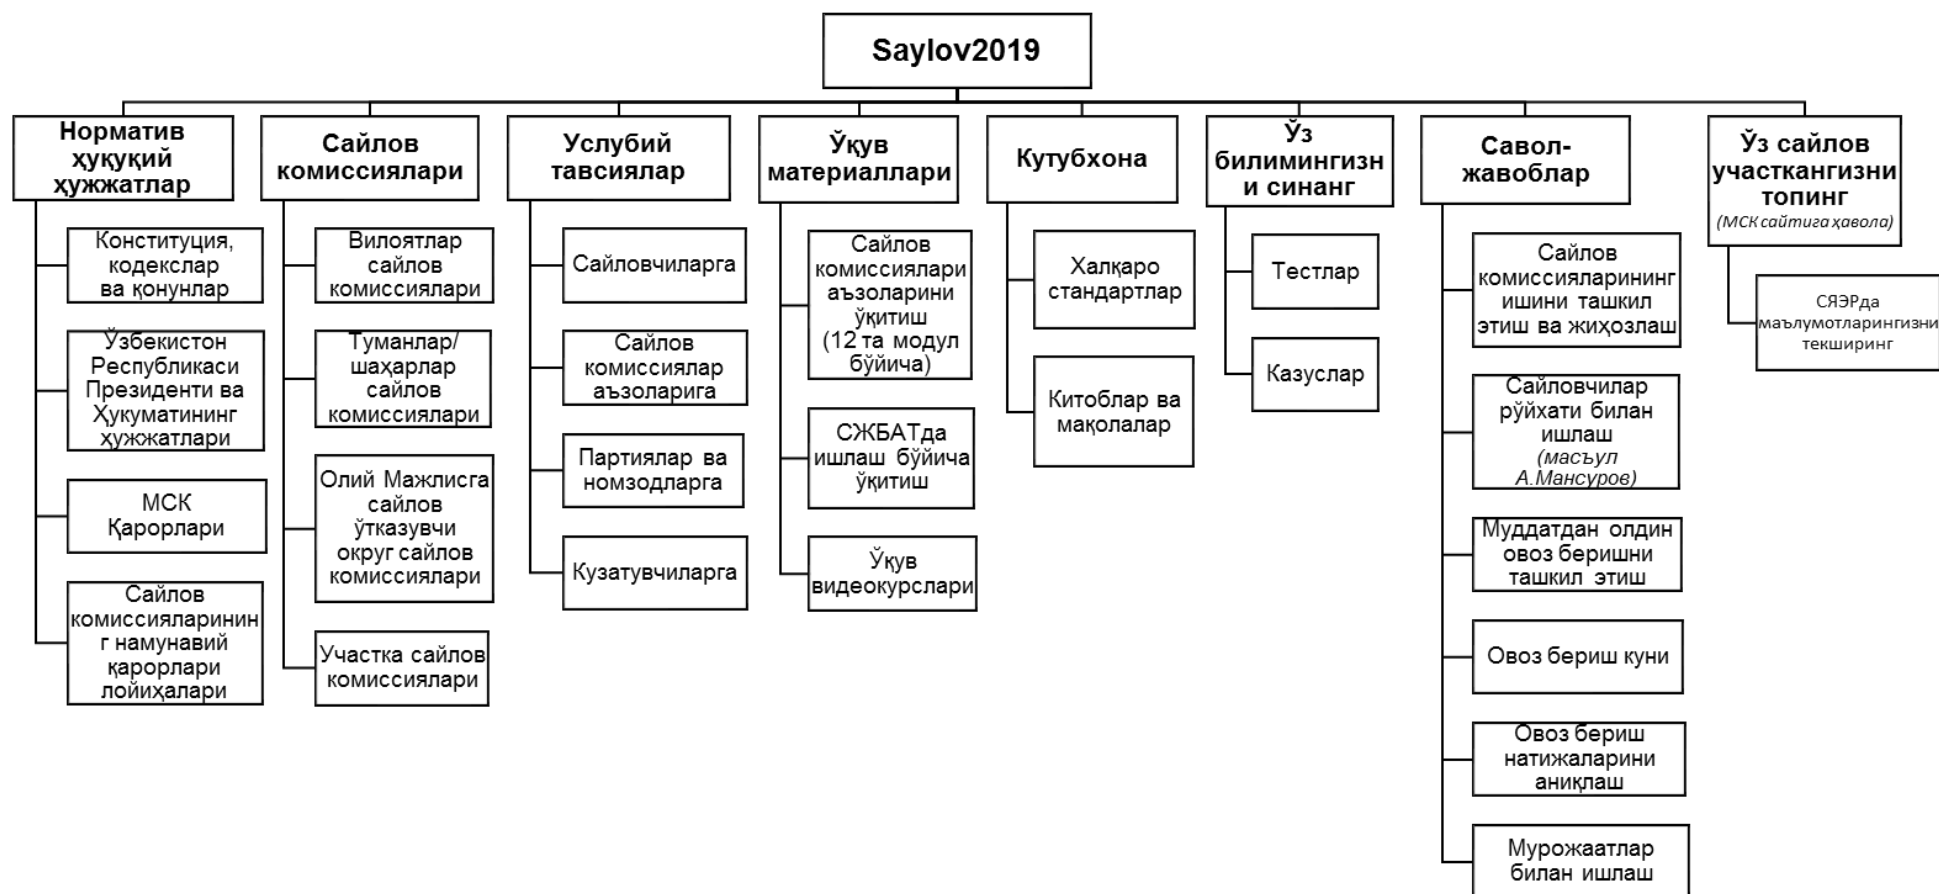 Saylov2019
Норматив
ҳуқуқий
ҳужжатлар
Конституция,
кодекслар
ва қонунлар
Ўзбекистон
Республикаси
Президенти ва
Ҳукуматининг
ҳужжатлари
МСК
Қарорлари
Сайлов
комиссияларининн
г намунавий
қарорлари
лойиҳалари
Сайлов
комиссиялари
Вилоятлар
сайлов
комиссиялари
Туманлар/
шаҳарлар
сайлов
комиссиялари
Олий Мажлисга
сайлов
ўтказувчи
округ сайлов
комиссиялари
Участка сайлов
комиссиялари
Услубий
тавсиялар
Сайловчиларга
Сайлов
комиссиялар
аъзоларига
Партиялар ва
номзодларга
Кузатувчиларга
Ўқув
материаллари
Сайлов
комиссиялари
аъзоларини
ўқитиш
(12 та модул
бўйича)
СЖБАТда
ишлаш бўйича
ўқитиш
Ўқув
видеокурслари
Кутубхона
Халқаро
стандартлар
Китоблар ва
мақолалар
Ўз
билимингизн
и синанг
Тестлар
Казуслар
Савол-
жавоблар
Сайлов
комиссияларининг
ишини ташкил
этиш ва жиҳозлаш
Сайловчилар
рўйхати билан
ишлаш
(масъул
А.Мансуров)
Муддатдан олдин
овоз беришни
ташкил этиш
Овоз бериш куни
Овоз бериш
натижаларини
аниқлаш
Мурожаатлар
билан ишлаш
Ўз сайлов
участкангизни
топинг
(МСК сайтига ҳавола)
СЯЭРда
маълумотларингизни
текширинг